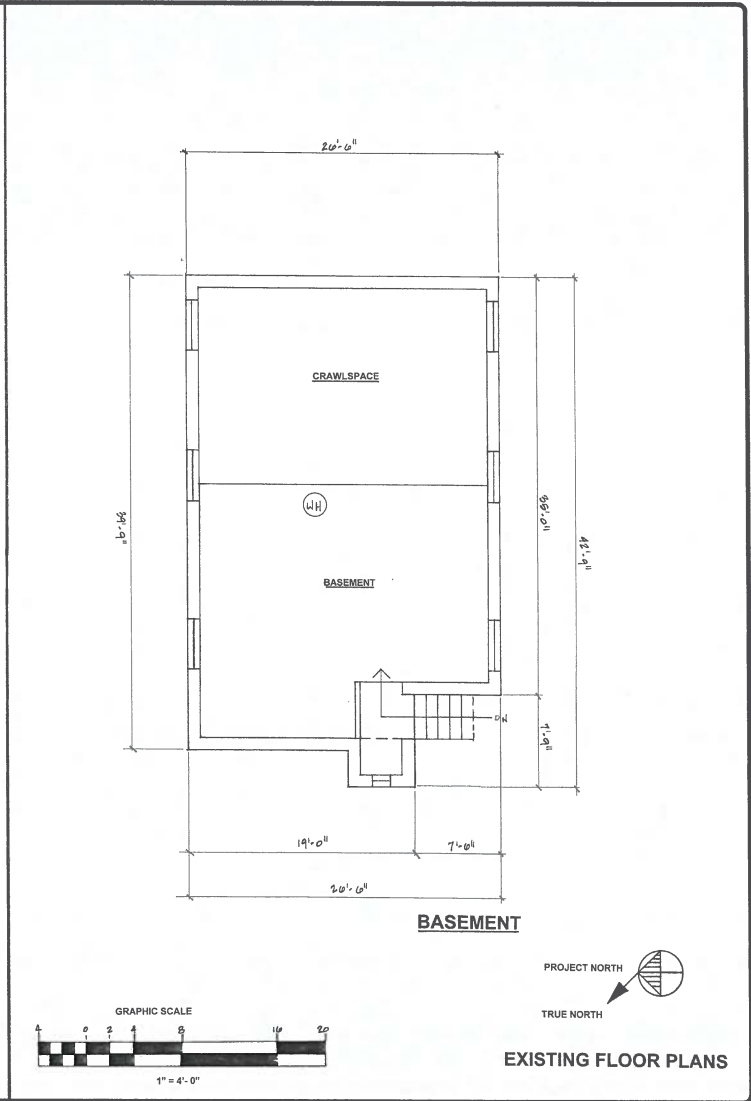 26'-6"
CRAWLSPACE
WH
39'-9"
35'-0"
42'-9"
BASEMENT
DN
7'-9"
19'-0"
7'-6"
26'-6"
BASEMENT
PROJECT NORTH
TRUE NORTH
GRAPHIC SCALE
4 0 2 4 8 16 20
1" = 4'- 0"
EXISTING FLOOR PLANS